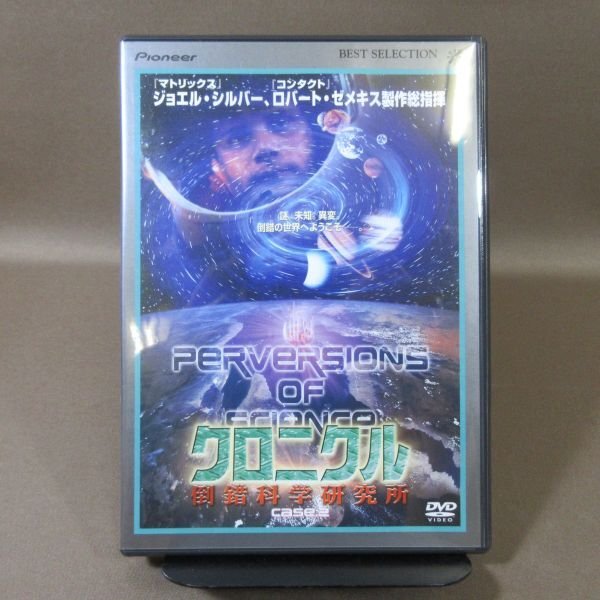 Pioneer BEST SELECTION
『マトリックス』 『コンタクト』
ジョエル・シルバー、ロバート・ゼメキス製作総指揮
謎、未知、異変。
倒錯の世界へようこそ──。
PERVERSIONS
OF
SCIENCE
クロニクル
倒錯科学研究所
case.2
DVD
VIDEO